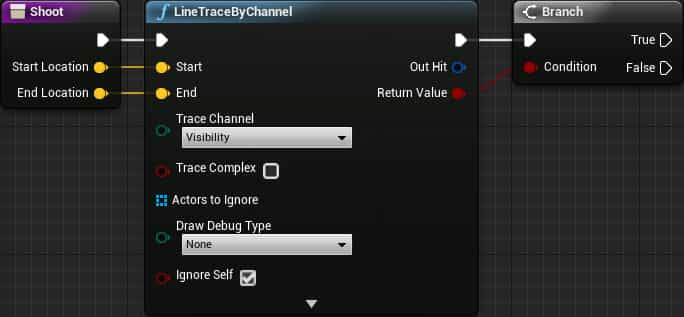 Shoot
Start Location
End Location
LineTraceByChannel
Start
Out Hit
End
Return Value
Trace Channel
Visibility
Trace Complex
Actors to Ignore
Draw Debug Type
None
Ignore Self
Branch
True
Condition
False